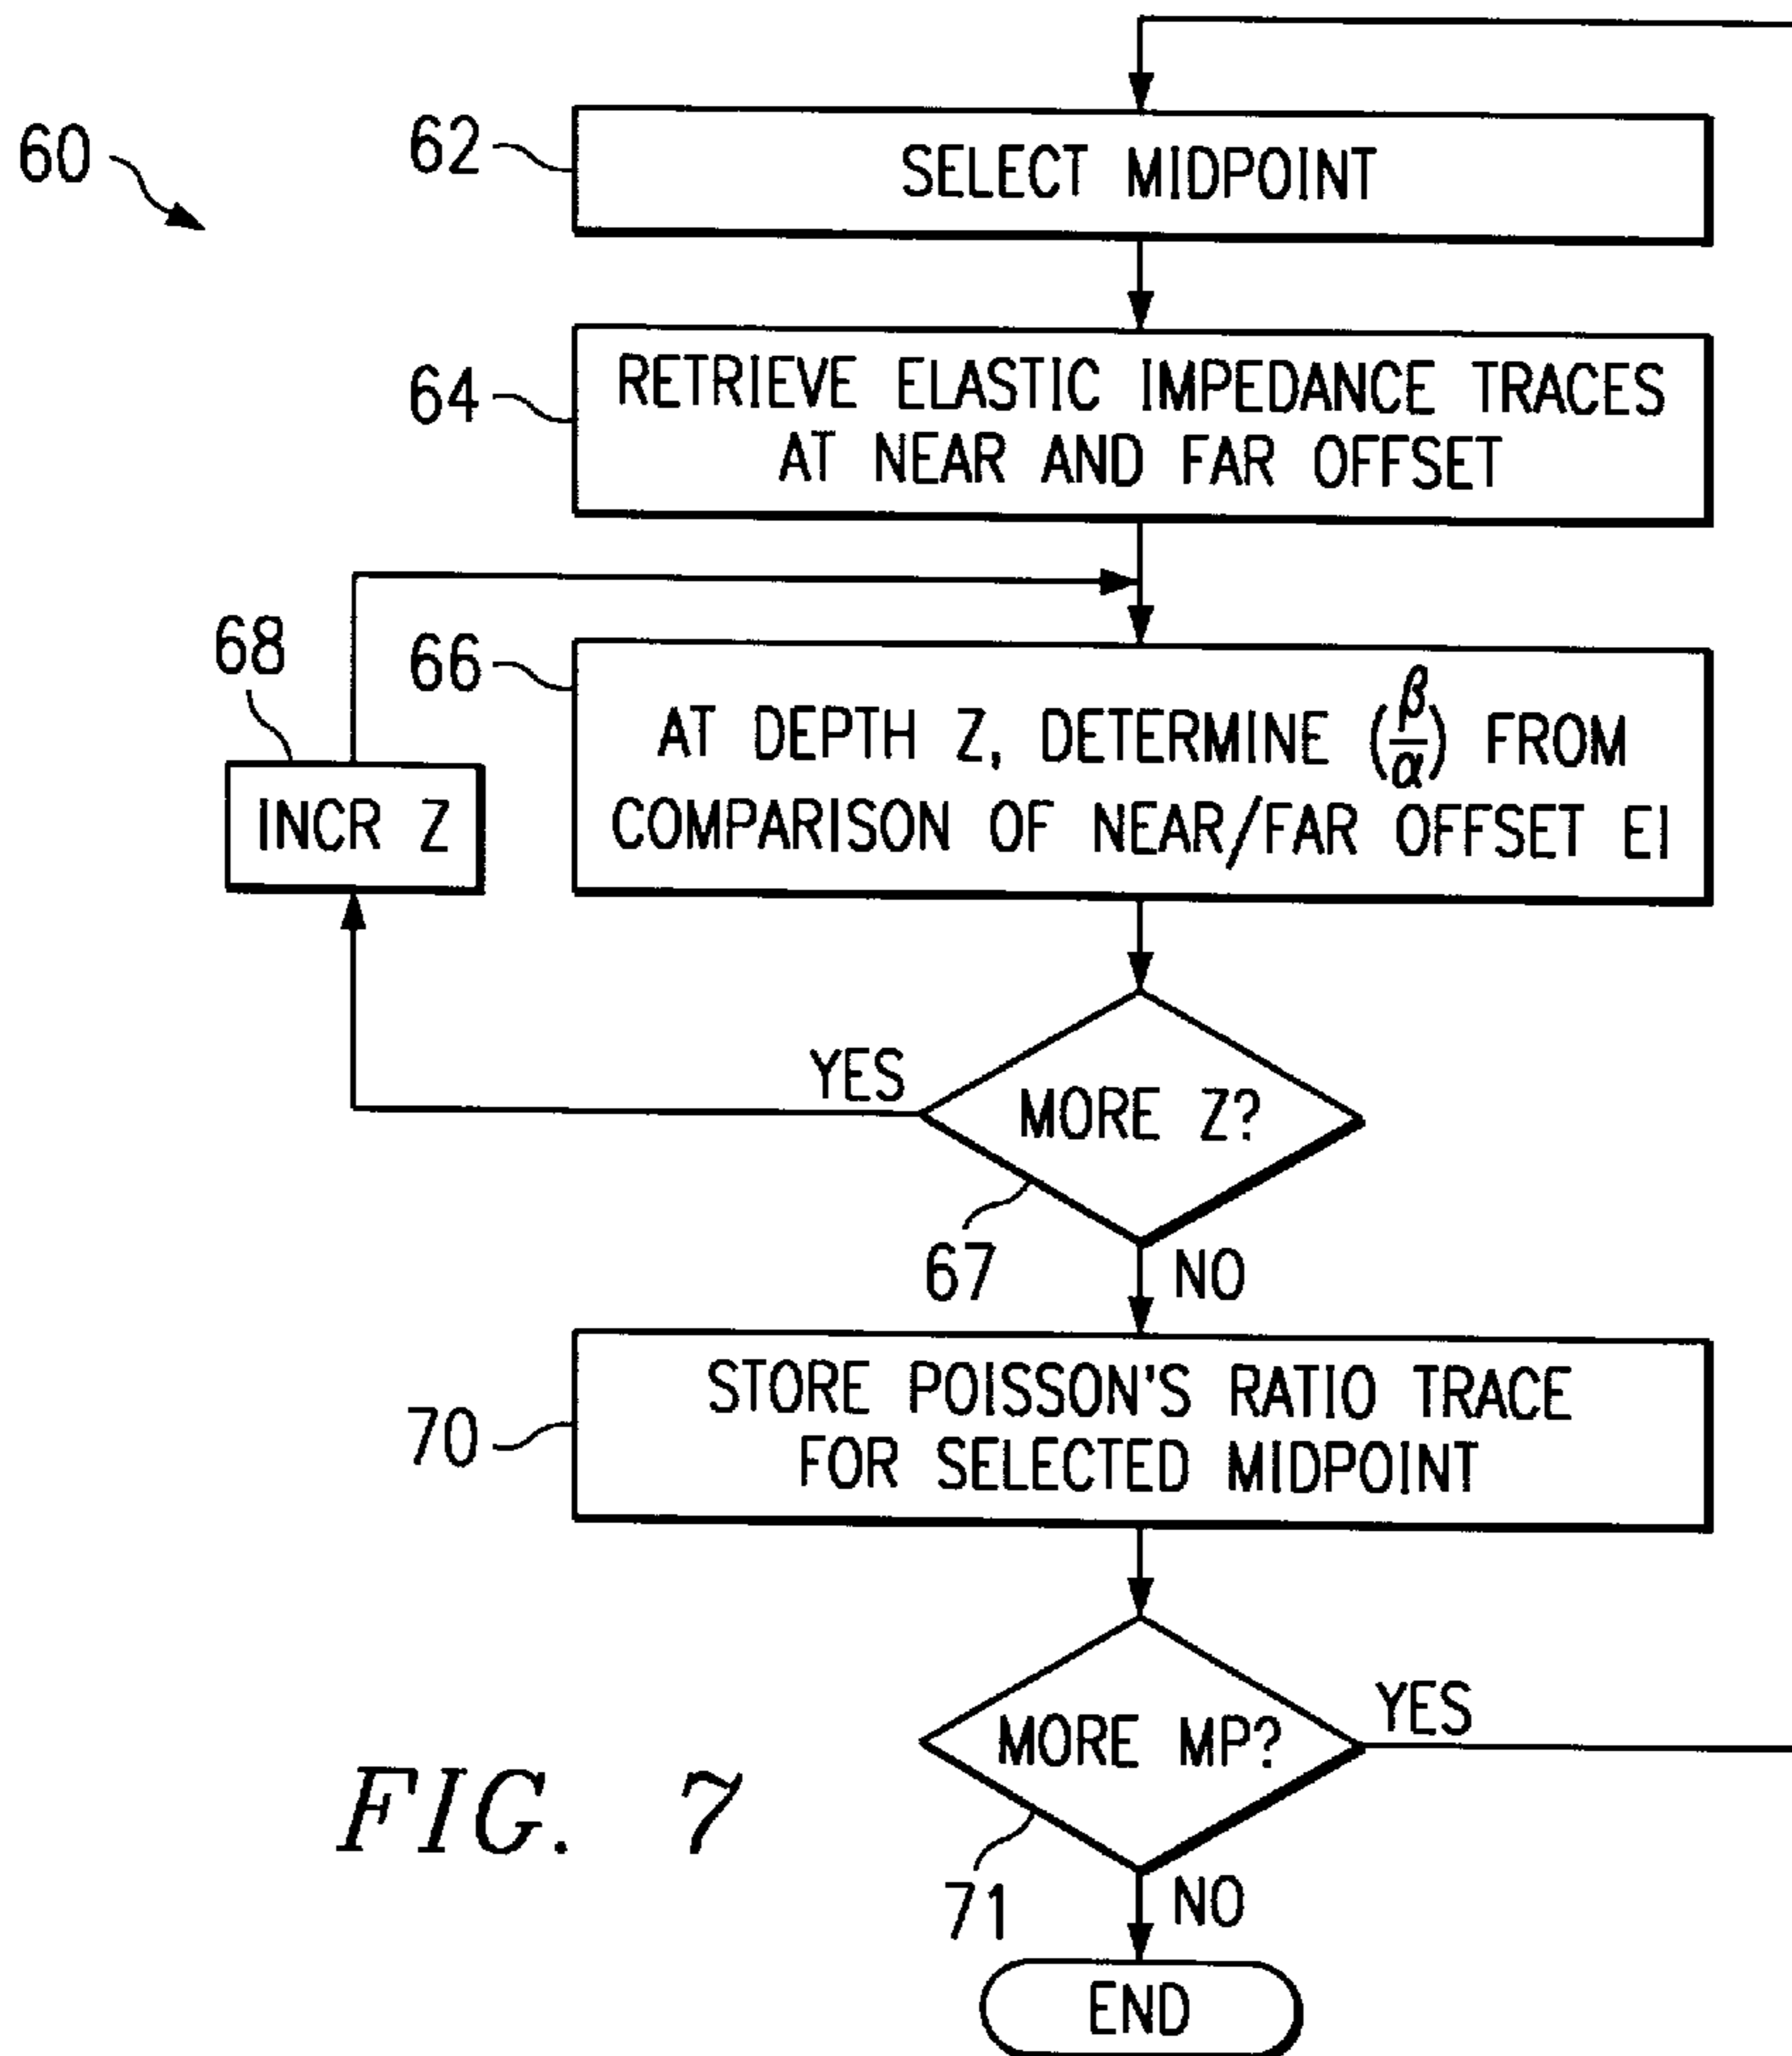 60
62
SELECT MIDPOINT
64
RETRIEVE ELASTIC IMPEDANCE TRACES
AT NEAR AND FAR OFFSET
68
INCR Z
66
AT DEPTH Z, DETERMINE (β/α) FROM
COMPARISON OF NEAR/FAR OFFSET EI
YES
MORE Z?
67
NO
70
STORE POISSON'S RATIO TRACE
FOR SELECTED MIDPOINT
MORE MP?
YES
71
NO
END
FIG. 7